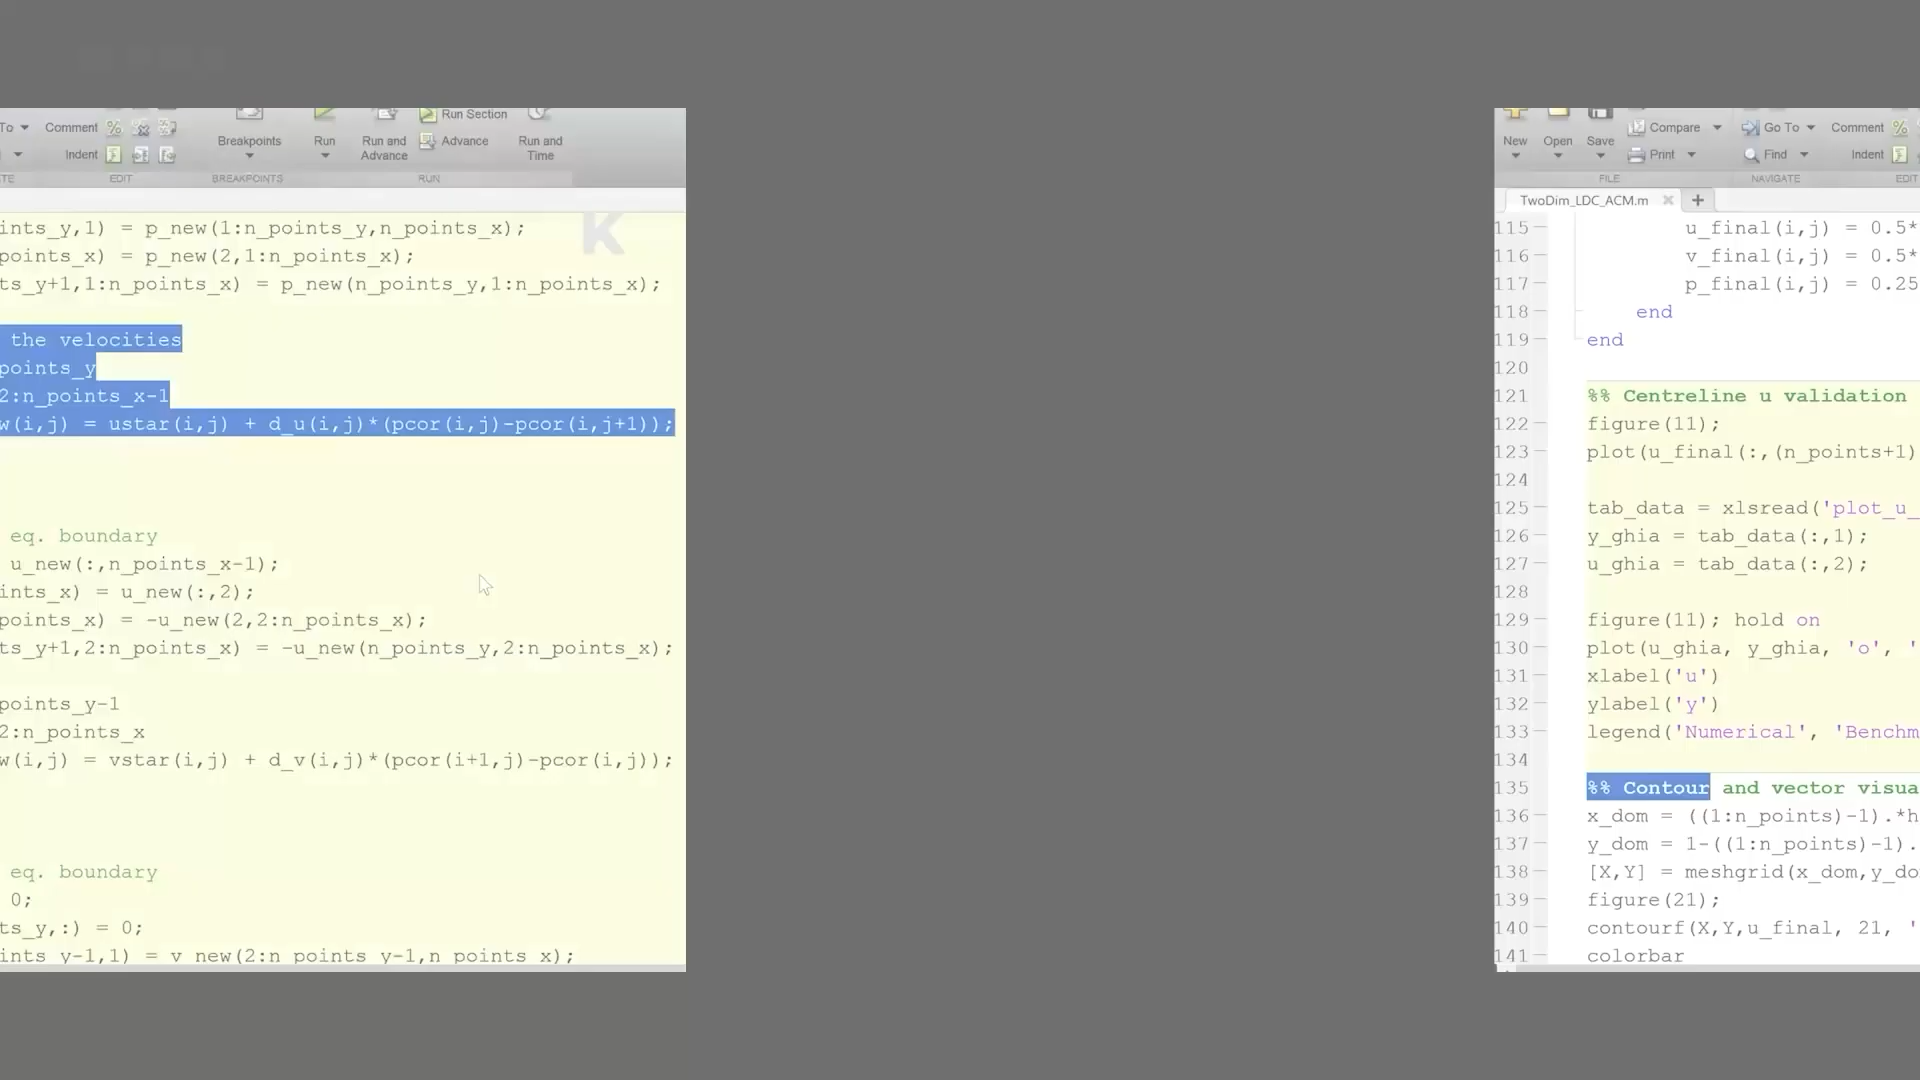 To Comment Breakpoints Run Run and Advance Run Section Advance Run and Time
Indent
EDIT BREAKPOINTS RUN
ints_y,1) = p_new(1:n_points_y,n_points_x);
points_x) = p_new(2,1:n_points_x);
ts_y+1,1:n_points_x) = p_new(n_points_y,1:n_points_x);
the velocities
points_y
2:n_points_x-1
w(i,j) = ustar(i,j) + d_u(i,j)*(pcor(i,j)-pcor(i,j+1));
eq. boundary
u_new(:,n_points_x-1);
ints_x) = u_new(:,2);
points_x) = -u_new(2,2:n_points_x);
ts_y+1,2:n_points_x) = -u_new(n_points_y,2:n_points_x);
points_y-1
2:n_points_x
w(i,j) = vstar(i,j) + d_v(i,j)*(pcor(i+1,j)-pcor(i,j));
eq. boundary
0;
ts_y,:) = 0;
ints_y-1,1) = v_new(2:n_points_y-1,n_points_x);
K
New Open Save Compare Go To Comment
Print Find Indent
FILE NAVIGATE EDIT
TwoDim_LDC_ACM.m
115 u_final(i,j) = 0.5*
116 v_final(i,j) = 0.5*
117 p_final(i,j) = 0.25
118 end
119 end
120
121 %% Centreline u validation
122 figure(11);
123 plot(u_final(:,(n_points+1)
124
125 tab_data = xlsread('plot_u_
126 y_ghia = tab_data(:,1);
127 u_ghia = tab_data(:,2);
128
129 figure(11); hold on
130 plot(u_ghia, y_ghia, 'o', '
131 xlabel('u')
132 ylabel('y')
133 legend('Numerical', 'Benchm
134
135 %% Contour and vector visua
136 x_dom = ((1:n_points)-1).*h
137 y_dom = 1-((1:n_points)-1).
138 [X,Y] = meshgrid(x_dom,y_do
139 figure(21);
140 contourf(X,Y,u_final, 21, '
141 colorbar